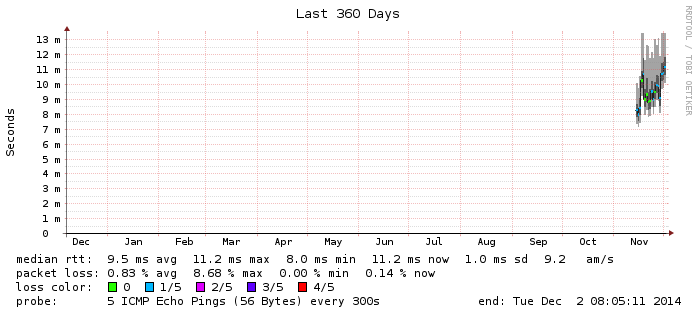 Last 360 Days
RRDTOOL / TOBI OETIKER
Seconds
13 m
12 m
11 m
10 m
9 m
8 m
7 m
6 m
5 m
4 m
3 m
2 m
1 m
0
Dec Jan Feb Mar Apr May Jun Jul Aug Sep Oct Nov
median rtt: 9.5 ms avg 11.2 ms max 8.0 ms min 11.2 ms now 1.0 ms sd 9.2 am/s
packet loss: 0.83 % avg 8.68 % max 0.00 % min 0.14 % now
loss color: 0 1/5 2/5 3/5 4/5
probe: 5 ICMP Echo Pings (56 Bytes) every 300s end: Tue Dec 2 08:05:11 2014